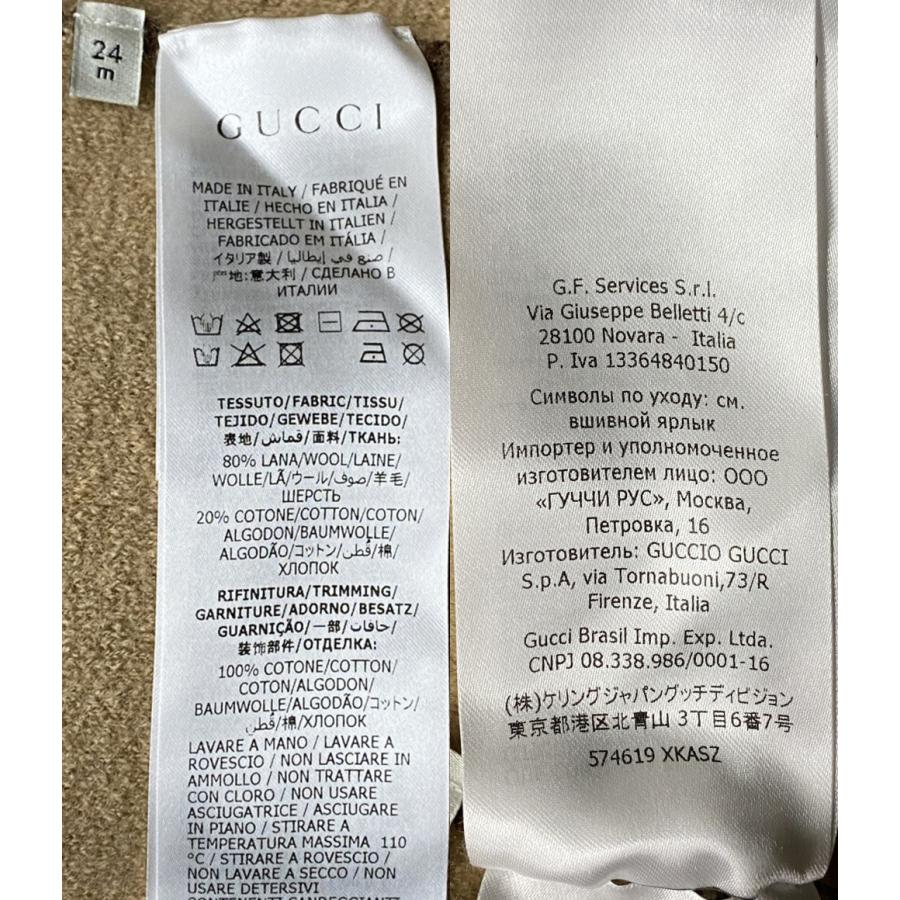 24
m
GUCCI
MADE IN ITALY / FABRIQUÉ EN
ITALIE / HECHO EN ITALIA /
HERGESTELLT IN ITALIEN /
FABRICADO EM ITÁLIA /
イタリア製 / صنع في إيطاليا /
地:意大利 / СДЕЛАНО В
ИТАЛИИ
TESSUTO/FABRIC/TISSU/
TEJIDO/GEWEBE/TECIDO/
表地/قماش/面料/ТКАНЬ:
80% LANA/WOOL/LAINE/
WOLLE/LÃ/ウール/صوف/羊毛/
ШЕРСТЬ
20% COTONE/COTTON/COTON/
ALGODON/BAUMWOLLE/
ALGODÃO/コットン/قطن/棉/
ХЛОПОК
RIFINITURA/TRIMMING/
GARNITURE/ADORNO/BESATZ/
GUARNIÇÃO/一部/حافات/
装饰部件/ОТДЕЛКА:
100% COTONE/COTTON/
COTON/ALGODON/
BAUMWOLLE/ALGODÃO/コットン/
قطن/棉/ХЛОПОК
LAVARE A MANO / LAVARE A
ROVESCIO / NON LASCIARE IN
AMMOLLO / NON TRATTARE
CON CLORO / NON USARE
ASCIUGATRICE / ASCIUGARE
IN PIANO / STIRARE A
TEMPERATURA MASSIMA 110
°C / STIRARE A ROVESCIO /
NON LAVARE A SECCO / NON
USARE DETERSIVI
CONTENENTI CANDEGGIANTI
G.F. Services S.r.l.
Via Giuseppe Belletti 4/c
28100 Novara - Italia
P. Iva 13364840150
Символы по уходу: см.
вшивной ярлык
Импортер и уполномоченное
изготовителем лицо: ООО
«ГУЧЧИ РУС», Москва,
Петровка, 16
Изготовитель: GUCCIO GUCCI
S.p.A, via Tornabuoni,73/R
Firenze, Italia
Gucci Brasil Imp. Exp. Ltda.
CNPJ 08.338.986/0001-16
(株)ケリングジャパングッチディビジョン
東京都港区北青山 3丁目6番7号
574619 XKASZ